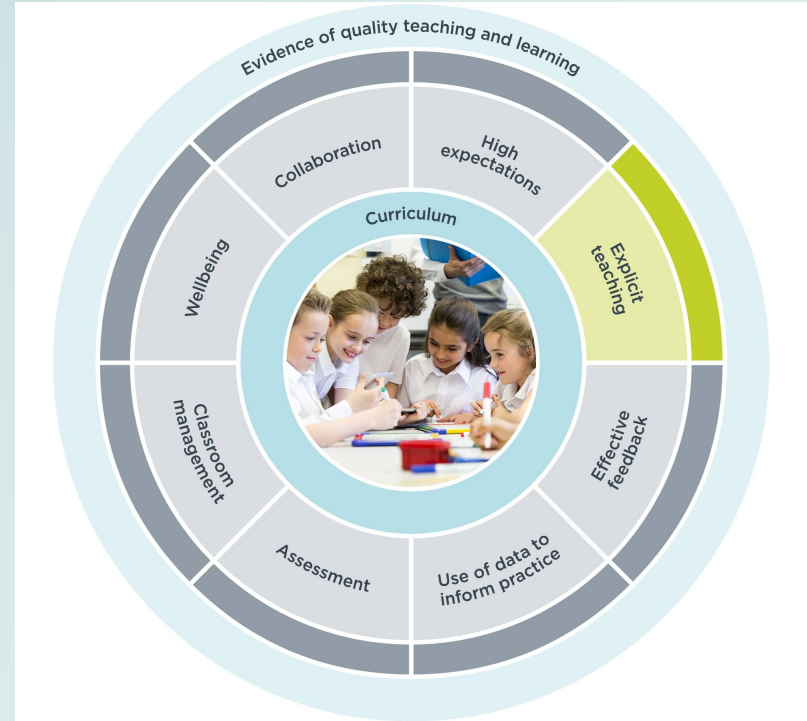 Evidence of quality teaching and learning
High
expectations
Explicit
teaching
Effective
feedback
Use of data to
inform practice
Assessment
Classroom
management
Wellbeing
Collaboration
Curriculum